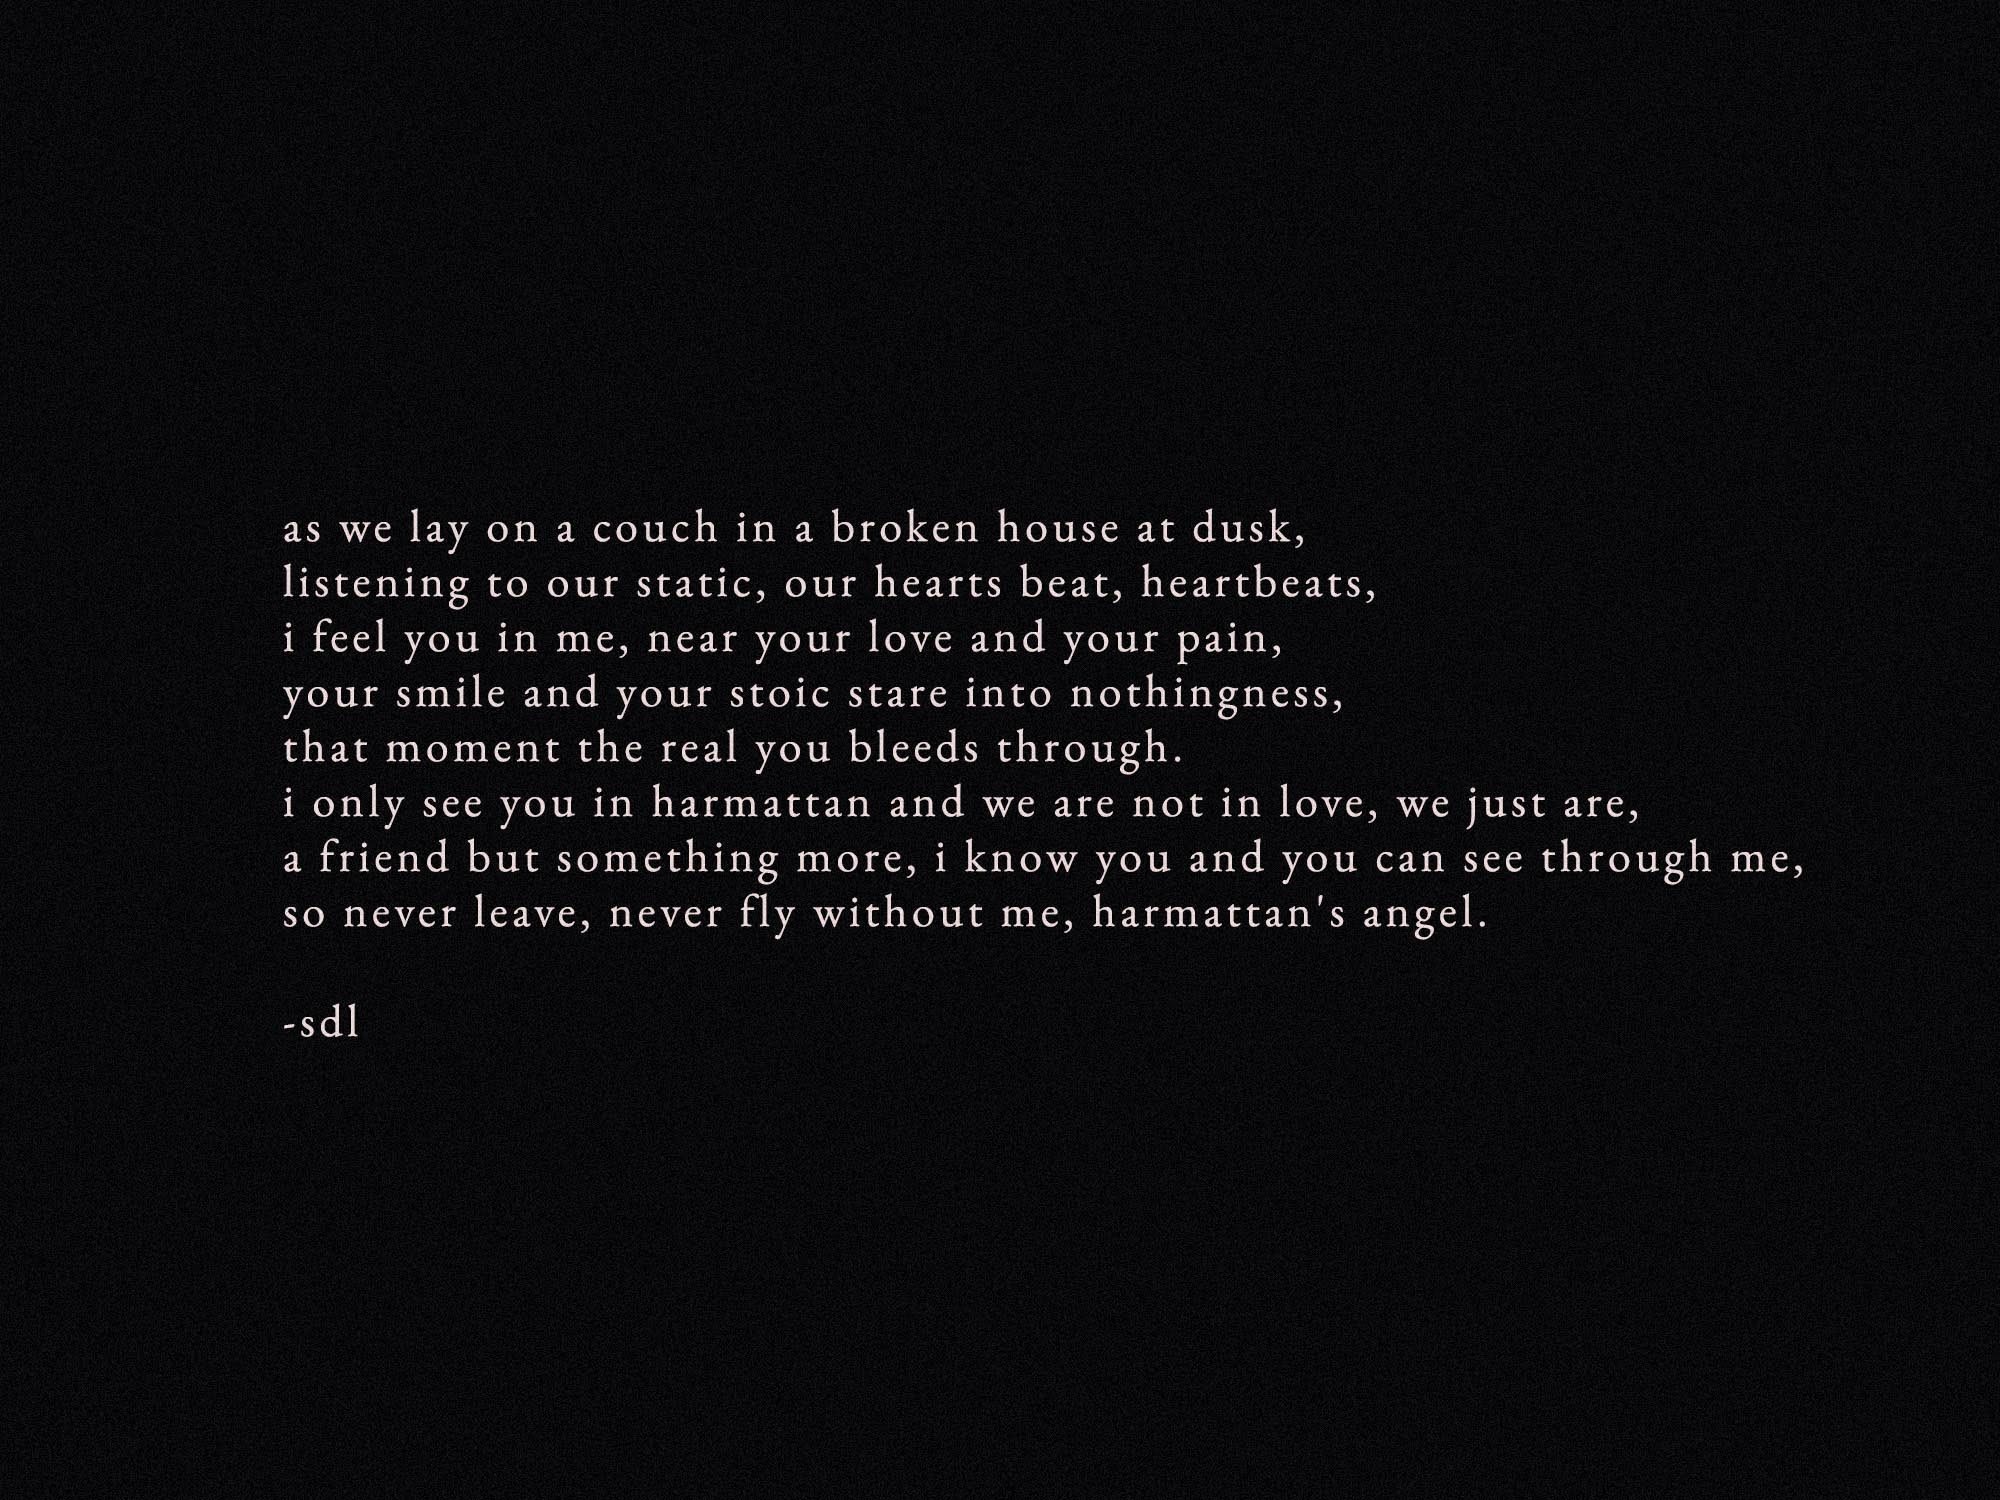 as we lay on a couch in a broken house at dusk,
listening to our static, our hearts beat, heartbeats,
i feel you in me, near your love and your pain,
your smile and your stoic stare into nothingness,
that moment the real you bleeds through.
i only see you in harmattan and we are not in love, we just are,
a friend but something more, i know you and you can see through me,
so never leave, never fly without me, harmattan's angel.
-sdl